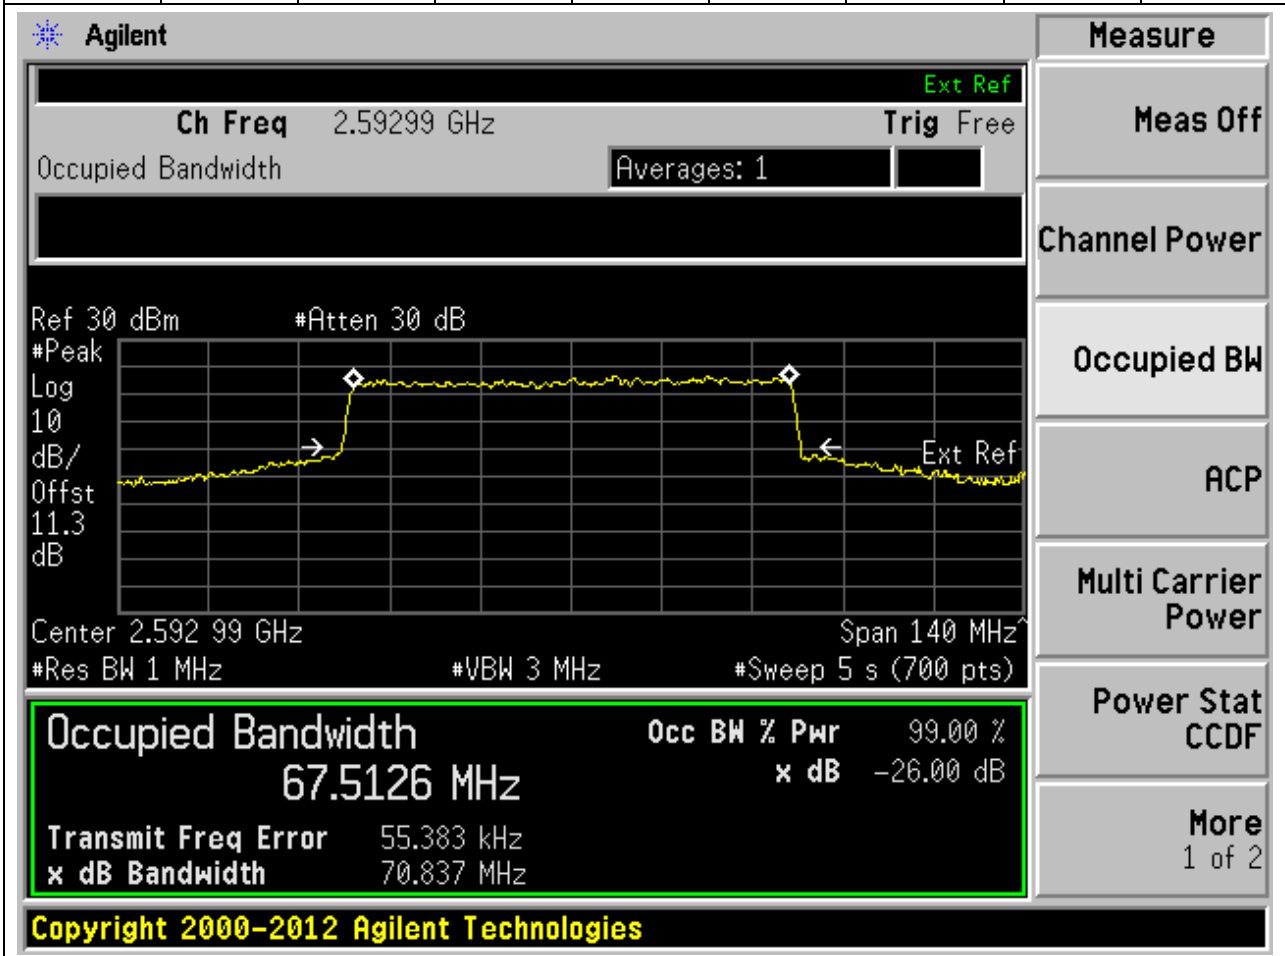 Agilent
Measure
Ext Ref
Ch Freq 2.59299 GHz Trig Free
Meas Off
Occupied Bandwidth Averages: 1
Channel Power
Ref 30 dBm #Atten 30 dB
#Peak
Log
10
dB/
Offst
11.3
dB
Ext Ref
Occupied BW
ACP
Center 2.592 99 GHz Span 140 MHz^
#Res BW 1 MHz #VBW 3 MHz #Sweep 5 s (700 pts)
Multi Carrier
Power
Occupied Bandwidth Occ BW % Pwr 99.00 %
67.5126 MHz x dB -26.00 dB
Transmit Freq Error 55.383 kHz
x dB Bandwidth 70.837 MHz
Power Stat
CCDF
More
1 of 2
Copyright 2000-2012 Agilent Technologies